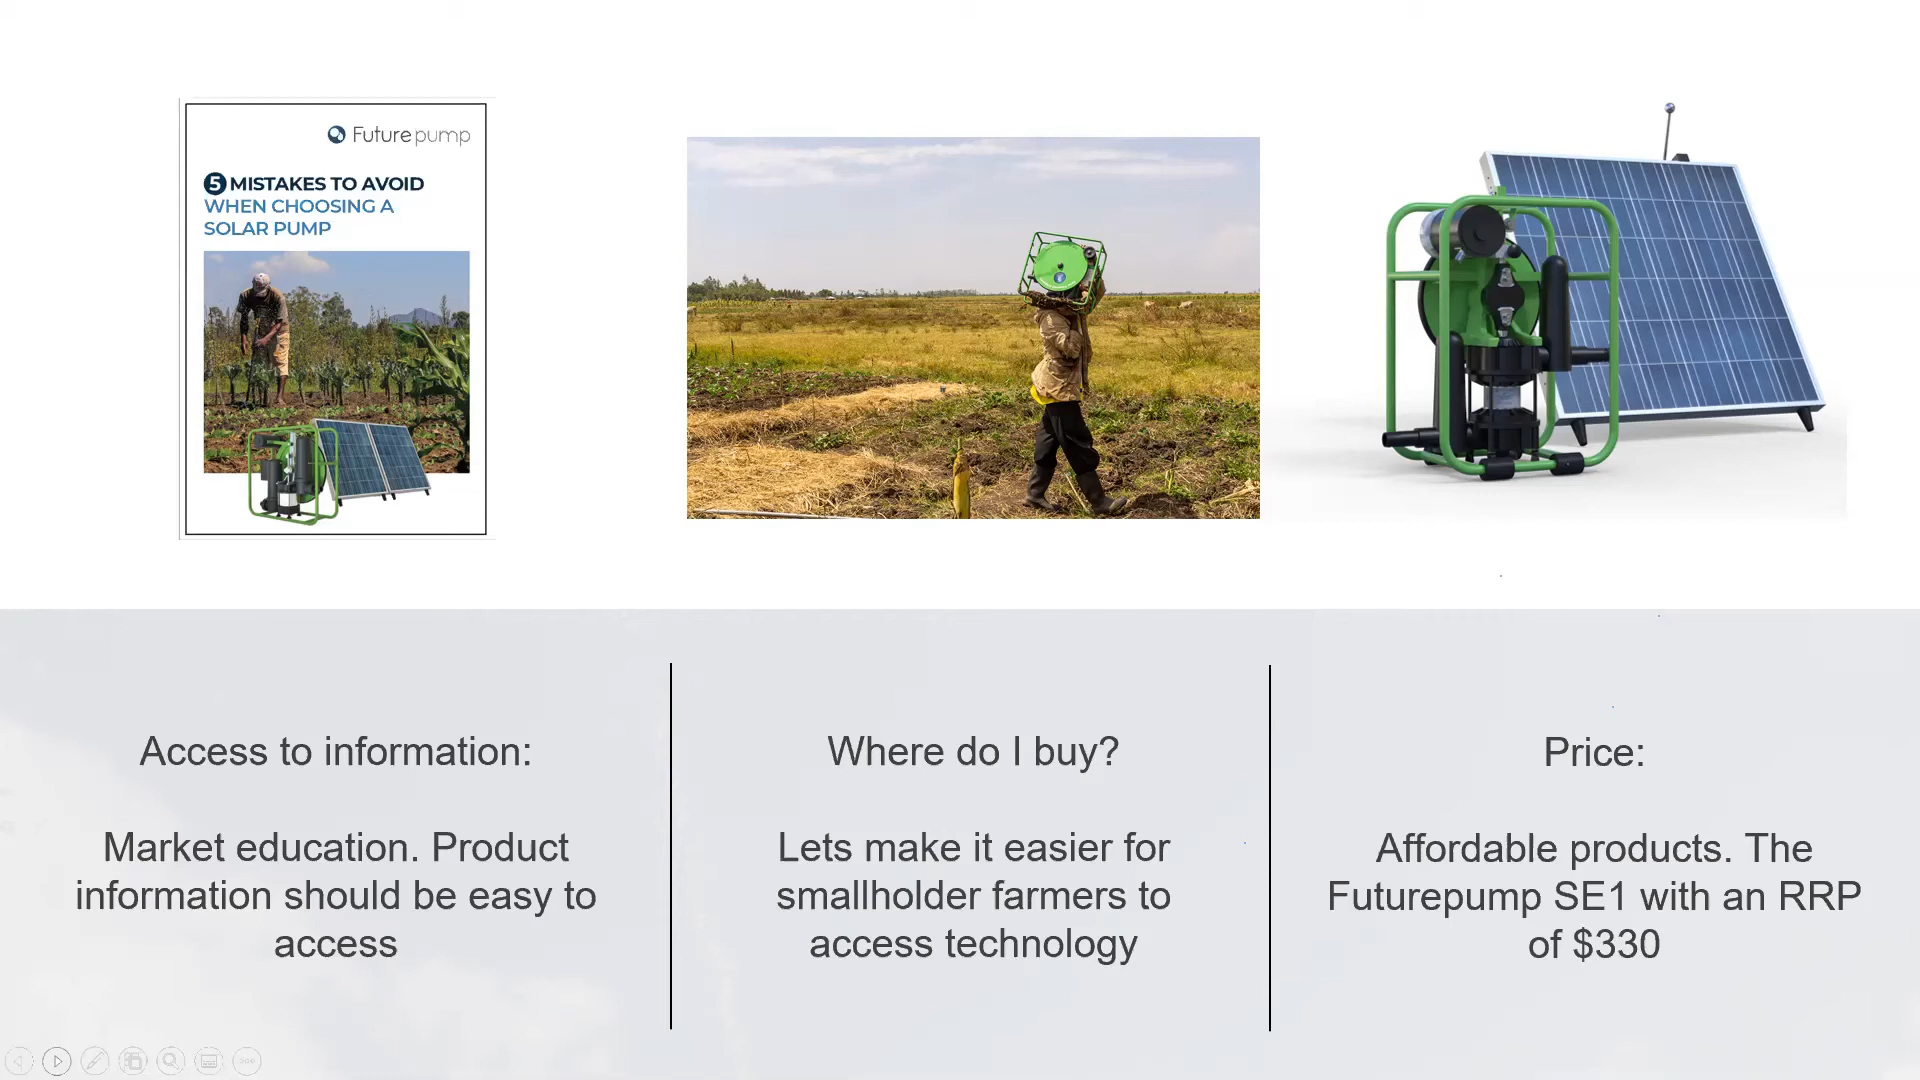 Futurepump
5 MISTAKES TO AVOID
WHEN CHOOSING A
SOLAR PUMP
Access to information:
Market education. Product
information should be easy to
access
Where do I buy?
Lets make it easier for
smallholder farmers to
access technology
Price:
Affordable products. The
Futurepump SE1 with an RRP
of $330